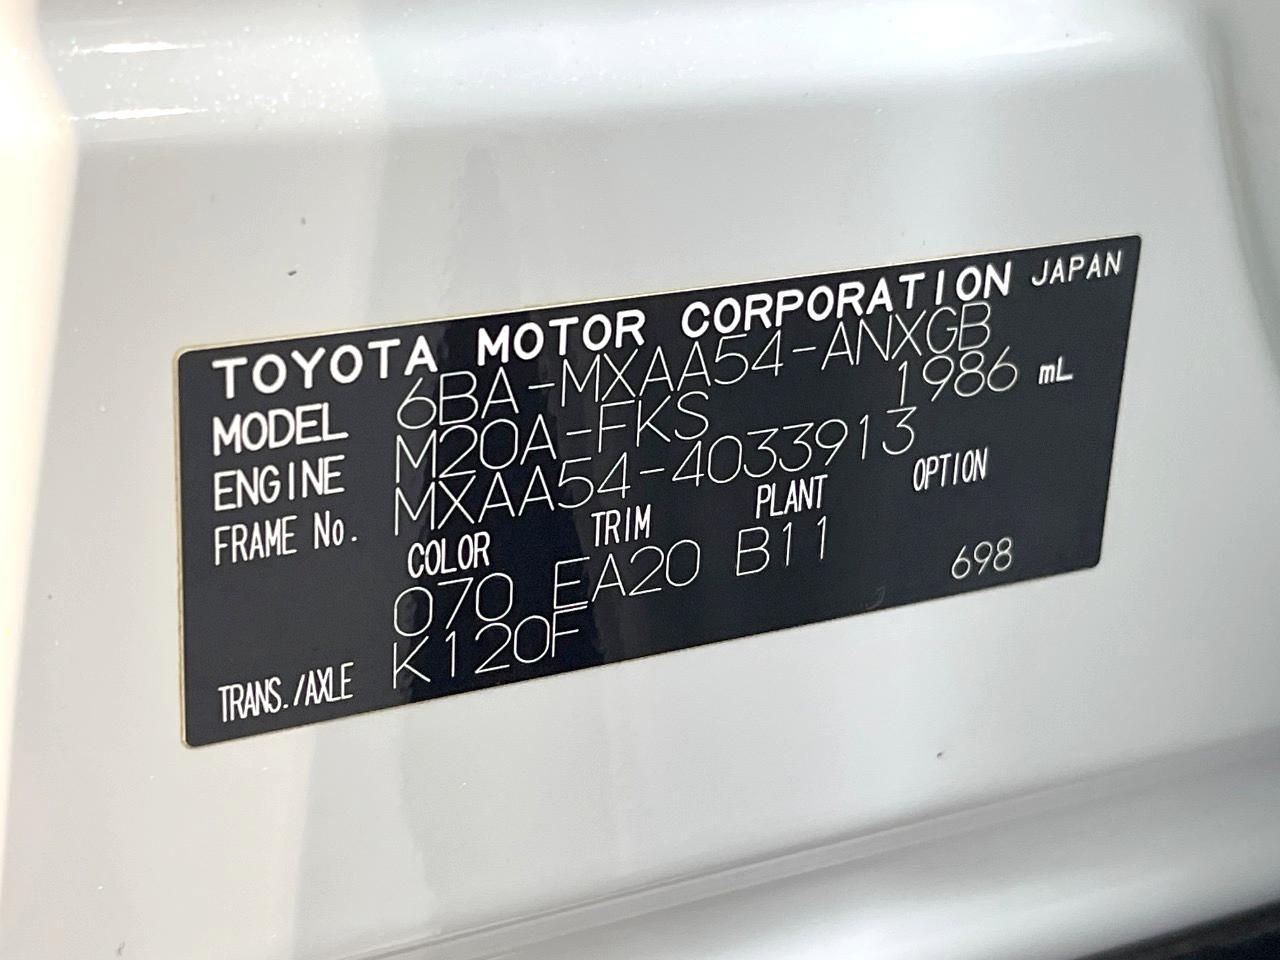 TOYOTA MOTOR CORPORATION JAPAN
MODEL 6BA-MXAA54-ANXGB
ENGINE M20A-FKS 1986 mL
FRAME No. MXAA54-4033913
COLOR TRIM PLANT OPTION
070 EA20 B11 698
TRANS./AXLE K120F